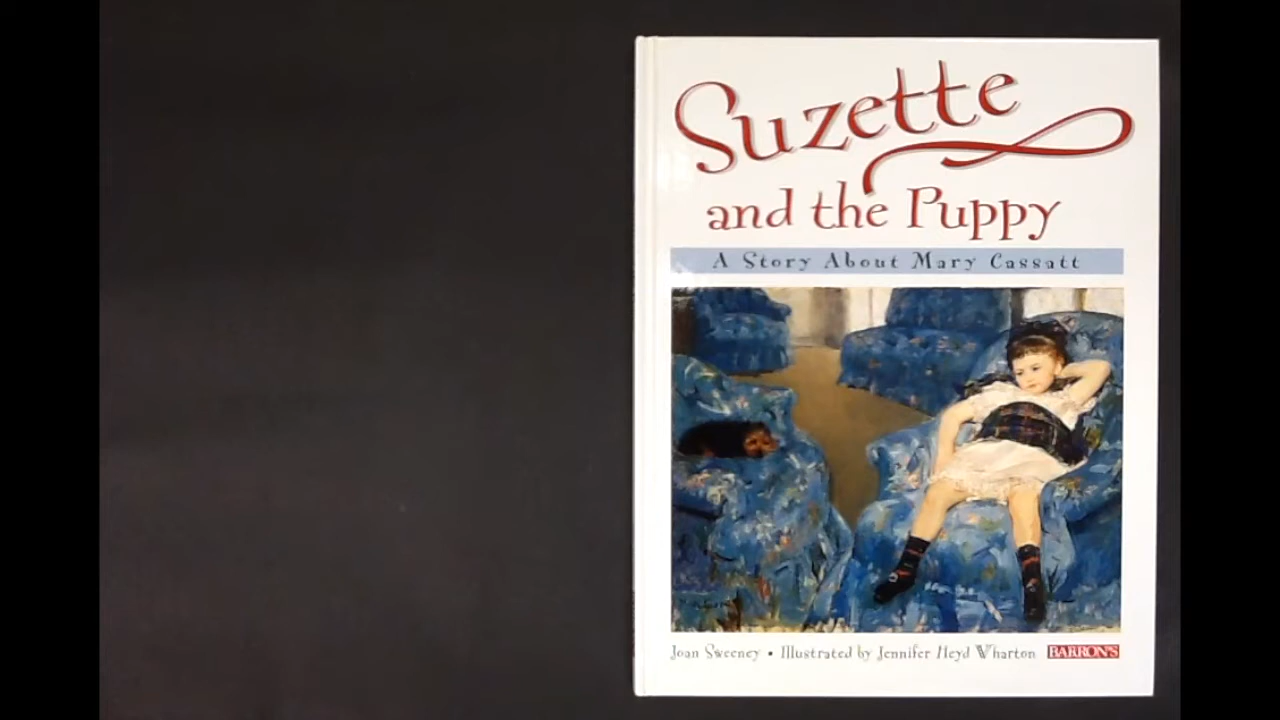 Suzette
and the Puppy
A Story About Mary Cassatt
Joan Sweeney • Illustrated by Jennifer Heyd Wharton BARRON'S